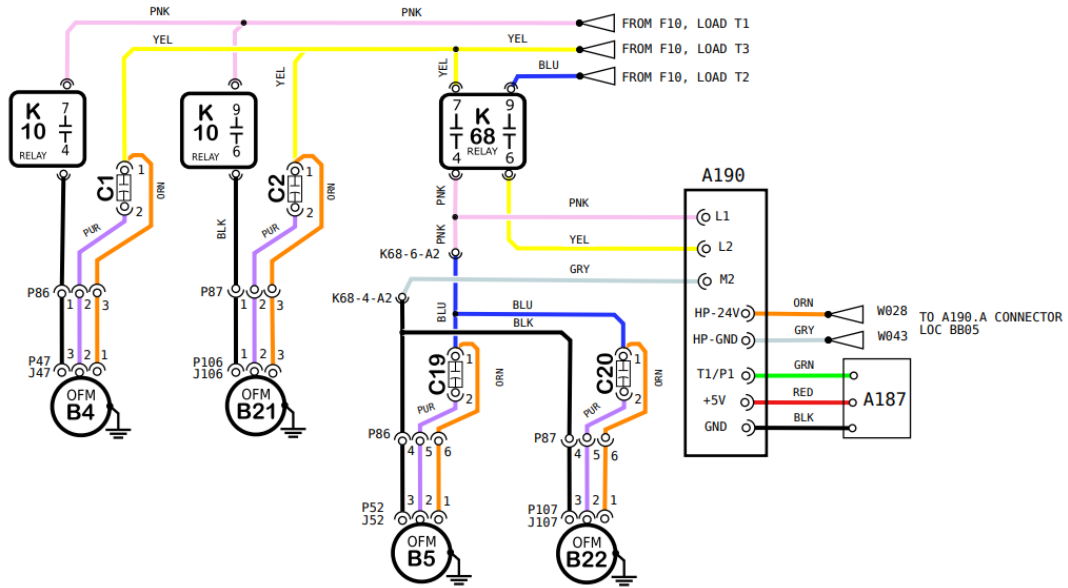 PNK
PNK
FROM F10, LOAD T1
YEL
YEL
FROM F10, LOAD T3
YEL
YEL
BLU
FROM F10, LOAD T2
K
10
RELAY
7
4
K
10
RELAY
9
6
7
9
K
68
RELAY
4
6
C1
1
2
ORN
C2
1
2
ORN
PUR
BLK
PUR
P86
1
2
3
P87
1
2
3
P47
J47
3
2
1
P106
J106
1
2
3
OFM
B4
OFM
B21
PNK
PNK
PNK
YEL
K68-6-A2
GRY
K68-4-A2
BLU
BLU
BLK
A190
L1
L2
M2
HP-24V
HP-GND
T1/P1
+5V
GND
ORN
W028
GRY
W043
TO A190.A CONNECTOR
LOC BB05
GRN
RED
BLK
A187
C19
1
2
ORN
C20
1
2
ORN
PUR
PUR
P86
4
5
6
P87
4
5
6
P52
J52
3
2
1
P107
J107
3
2
1
OFM
B5
OFM
B22